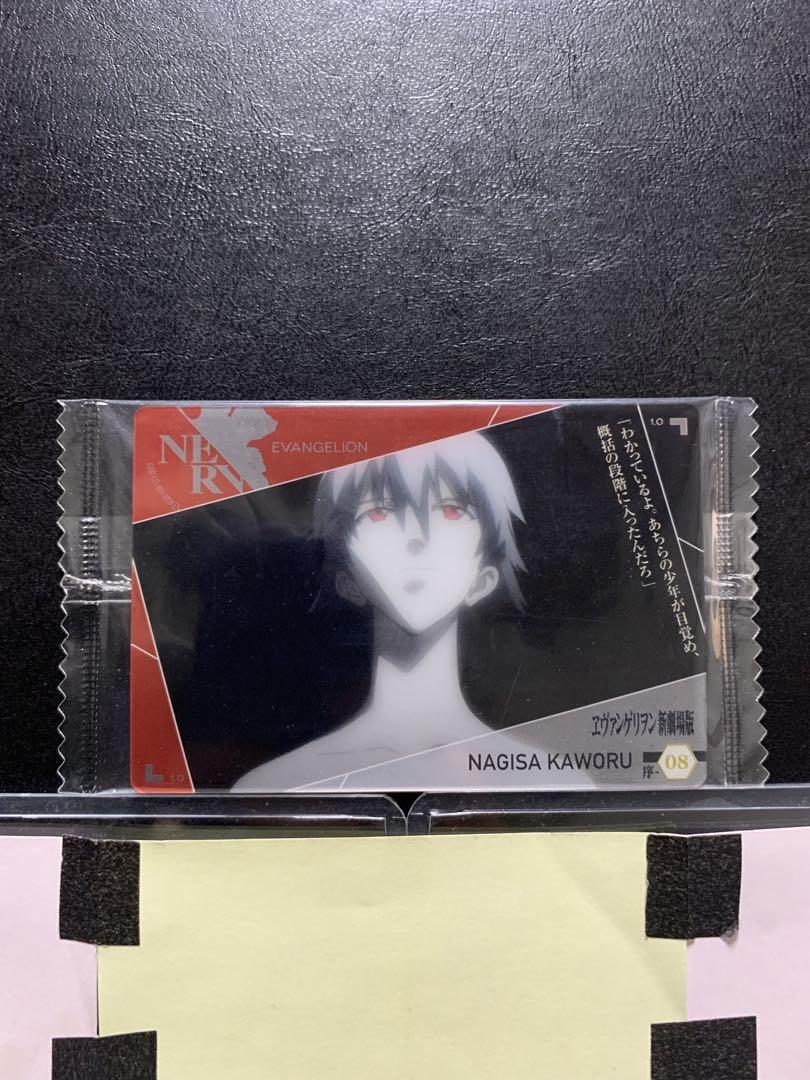 NE
RV
EVANGELION
1.0
「わかっているよ。あちらの少年が目覚め、
概括の段階に入ったんだろ」
ヱヴァンゲリヲン新劇場版
NAGISA KAWORU
序-08
1.0